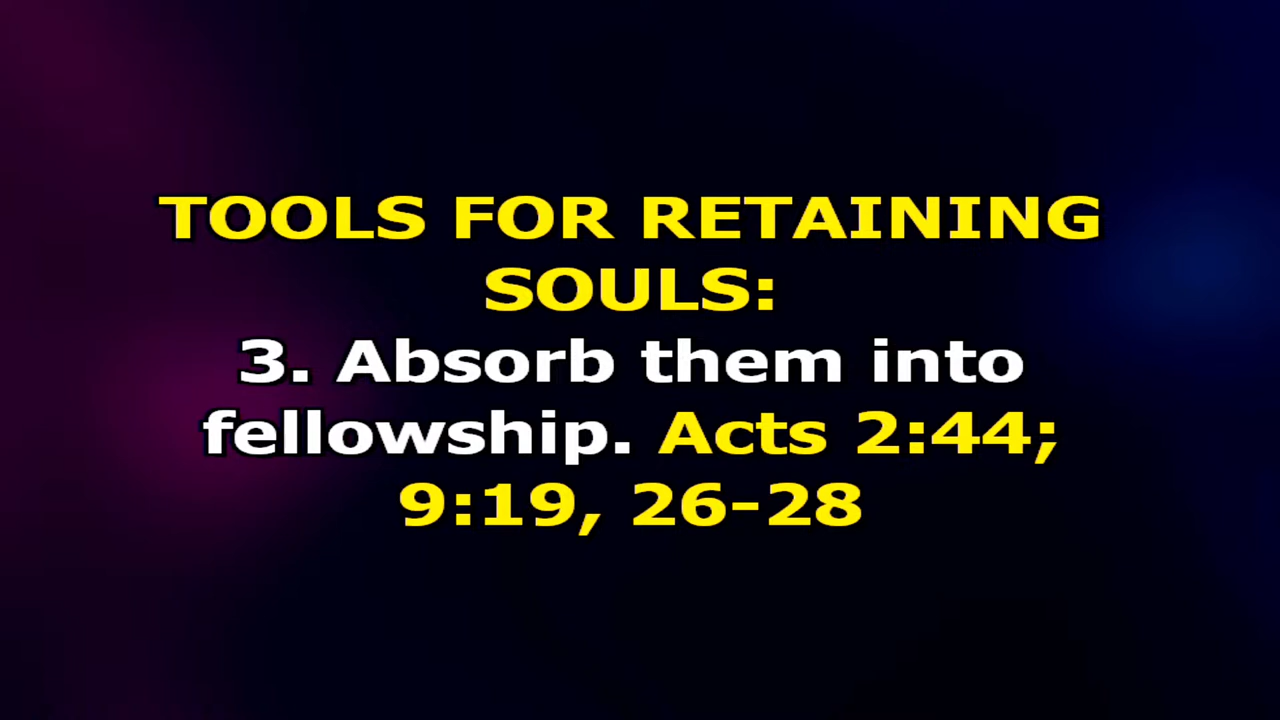 TOOLS FOR RETAINING
SOULS:
3. Absorb them into
fellowship. Acts 2:44;
9:19, 26-28